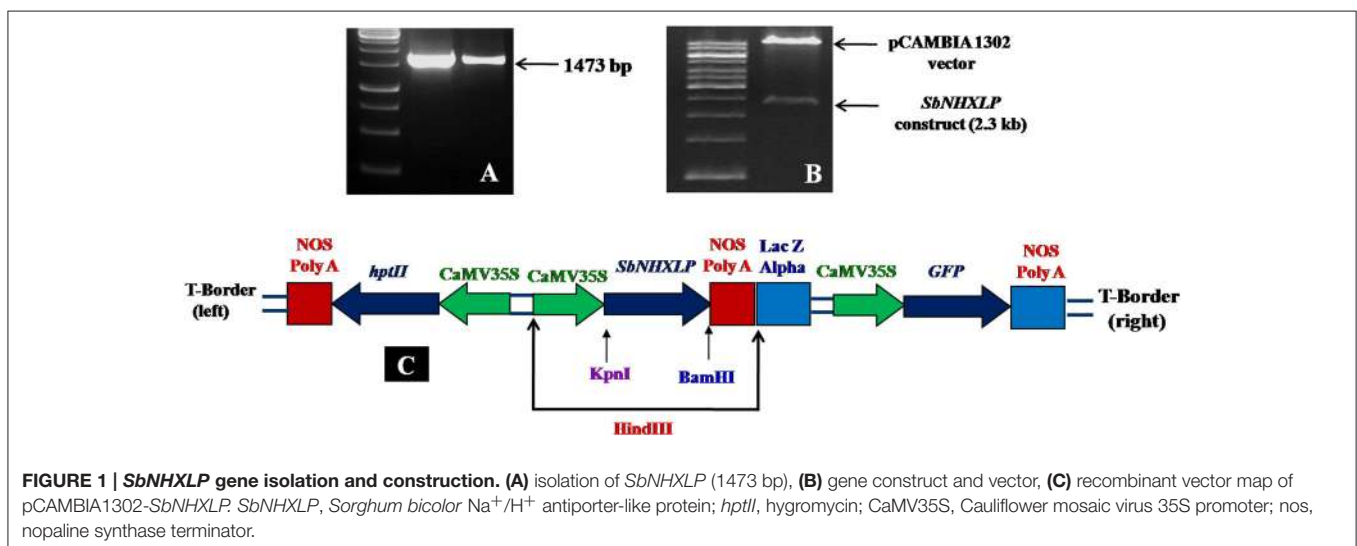 1473 bp
A
pCAMBIA1302
vector
SbNHXLP
construct (2.3 kb)
B
T-Border
(left)
NOS
Poly A
hptII
CaMV35S
CaMV35S
SbNHXLP
NOS
Poly A
Lac Z
Alpha
CaMV35S
GFP
NOS
Poly A
T-Border
(right)
C
KpnI
BamHI
HindIII
FIGURE 1 | SbNHXLP gene isolation and construction. (A) isolation of SbNHXLP (1473 bp), (B) gene construct and vector, (C) recombinant vector map of
pCAMBIA1302-SbNHXLP. SbNHXLP, Sorghum bicolor Na⁺/H⁺ antiporter-like protein; hptII, hygromycin; CaMV35S, Cauliflower mosaic virus 35S promoter; nos,
nopaline synthase terminator.